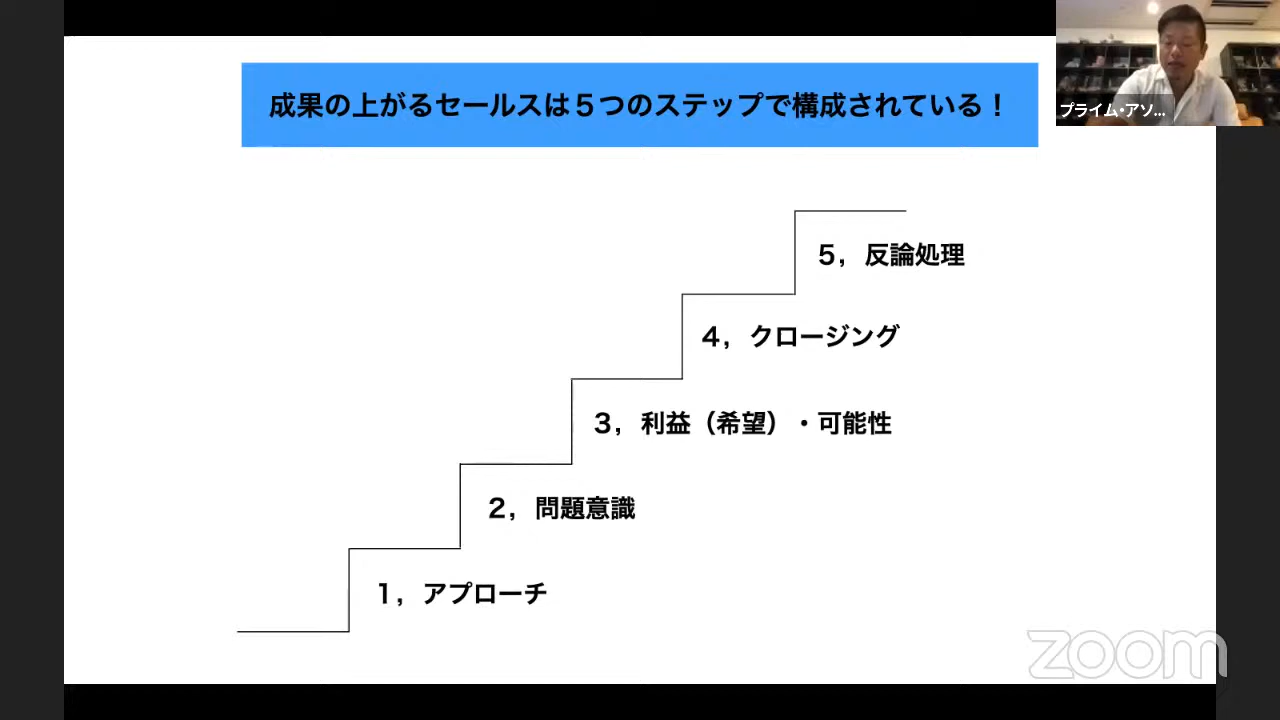 成果の上がるセールスは５つのステップで構成されている！
プライム・アソ...
５，反論処理
４，クロージング
３，利益（希望）・可能性
２，問題意識
１，アプローチ
zoom